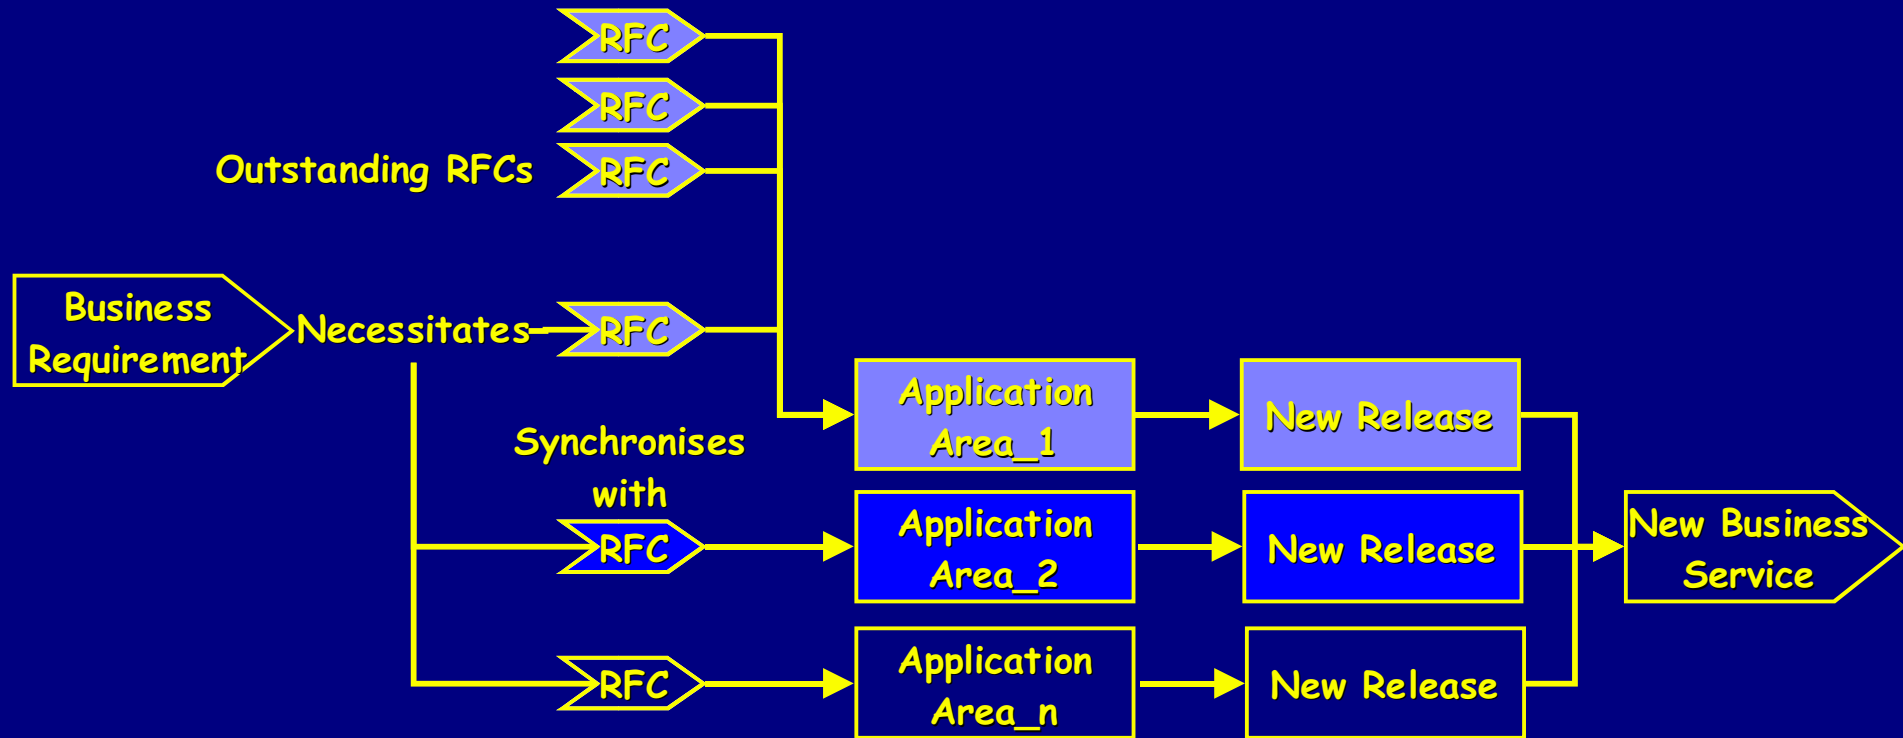 RFC
RFC
Outstanding RFCs
RFC
Business
Requirement
Necessitates
RFC
Application
Area_1
New Release
Synchronises
with
RFC
Application
Area_2
New Release
New Business
Service
RFC
Application
Area_n
New Release